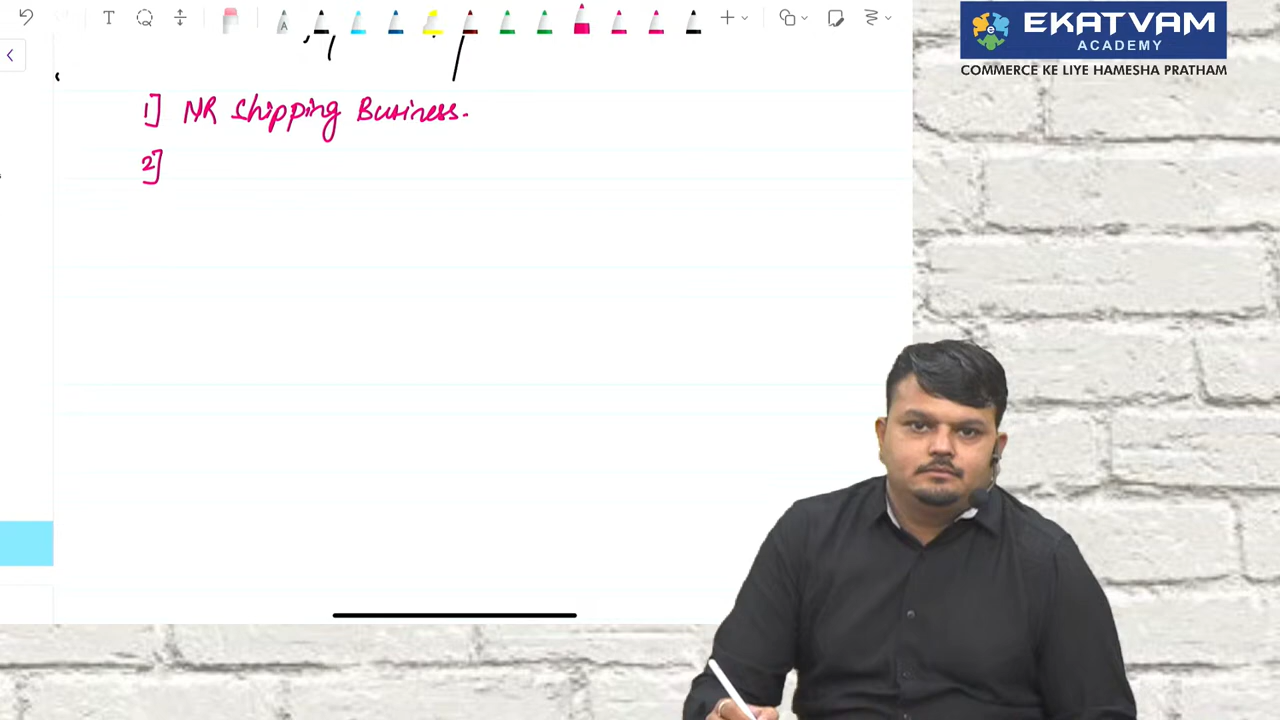 EKATVAM
ACADEMY
COMMERCE KE LIYE HAMESHA PRATHAM
1] NR Shipping Business.
2]